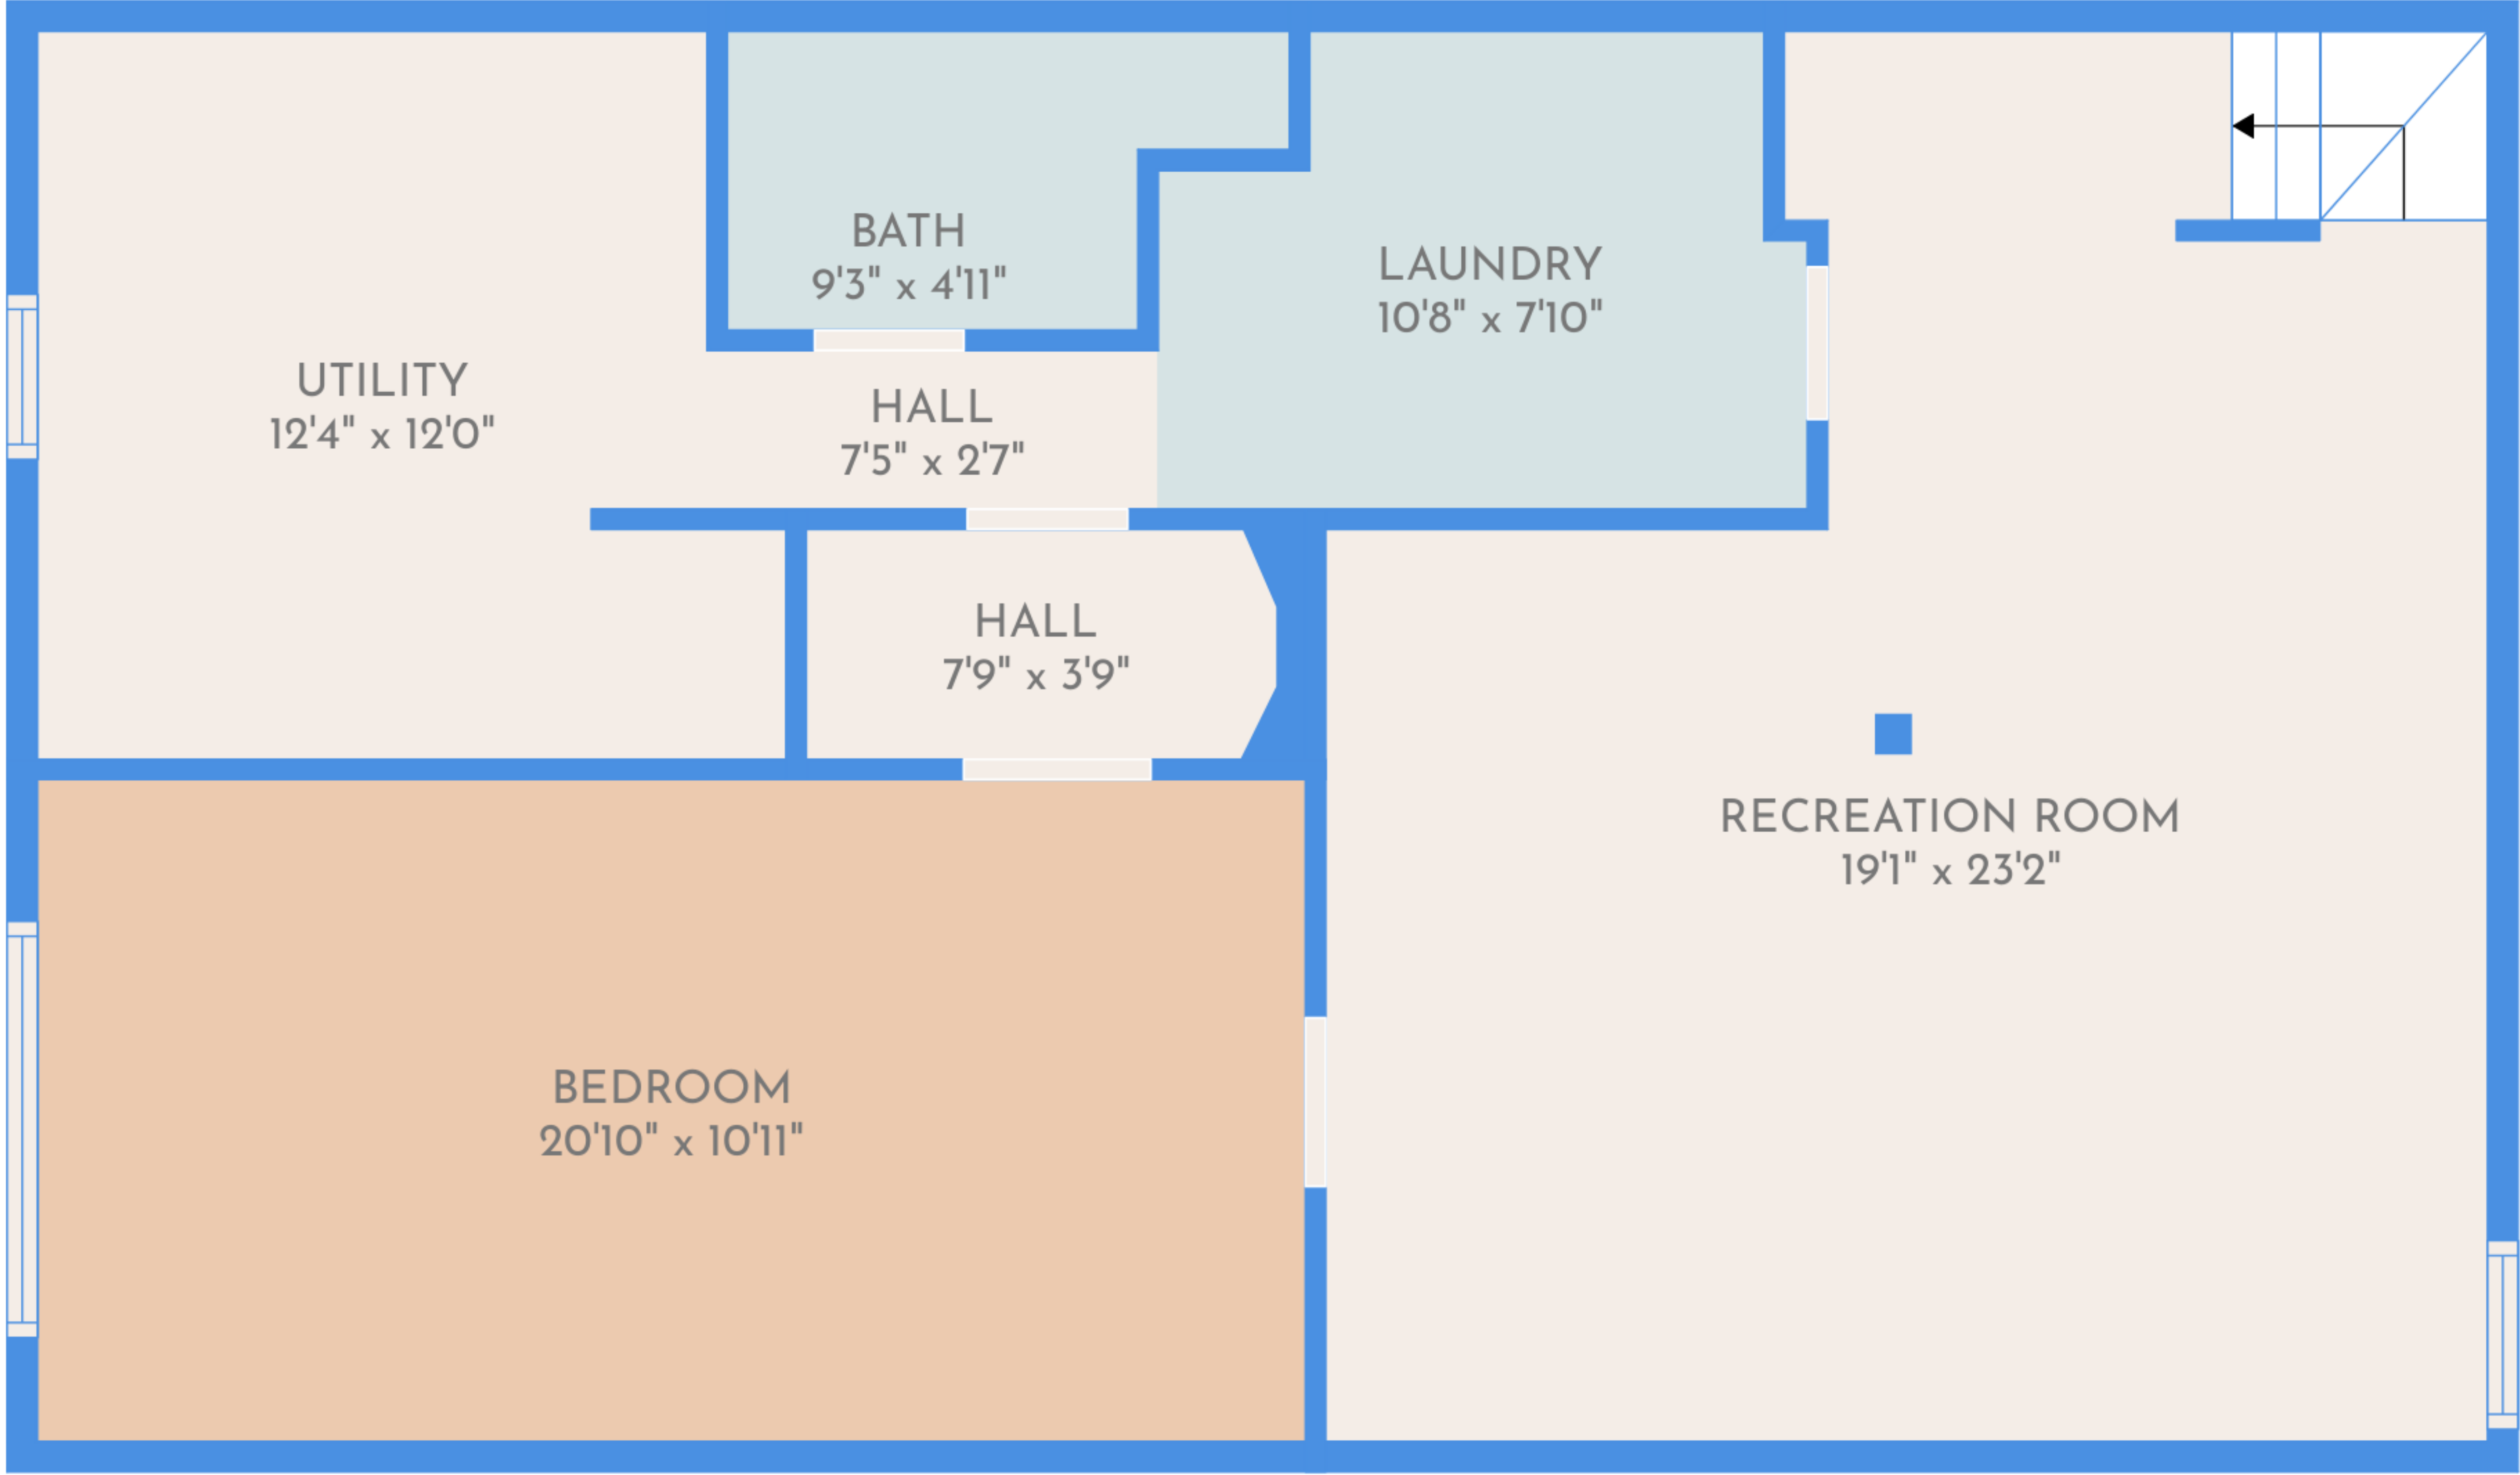 BATH
9'3" x 4'11"
LAUNDRY
10'8" x 7'10"
UTILITY
12'4" x 12'0"
HALL
7'5" x 2'7"
HALL
7'9" x 3'9"
RECREATION ROOM
19'1" x 23'2"
BEDROOM
20'10" x 10'11"